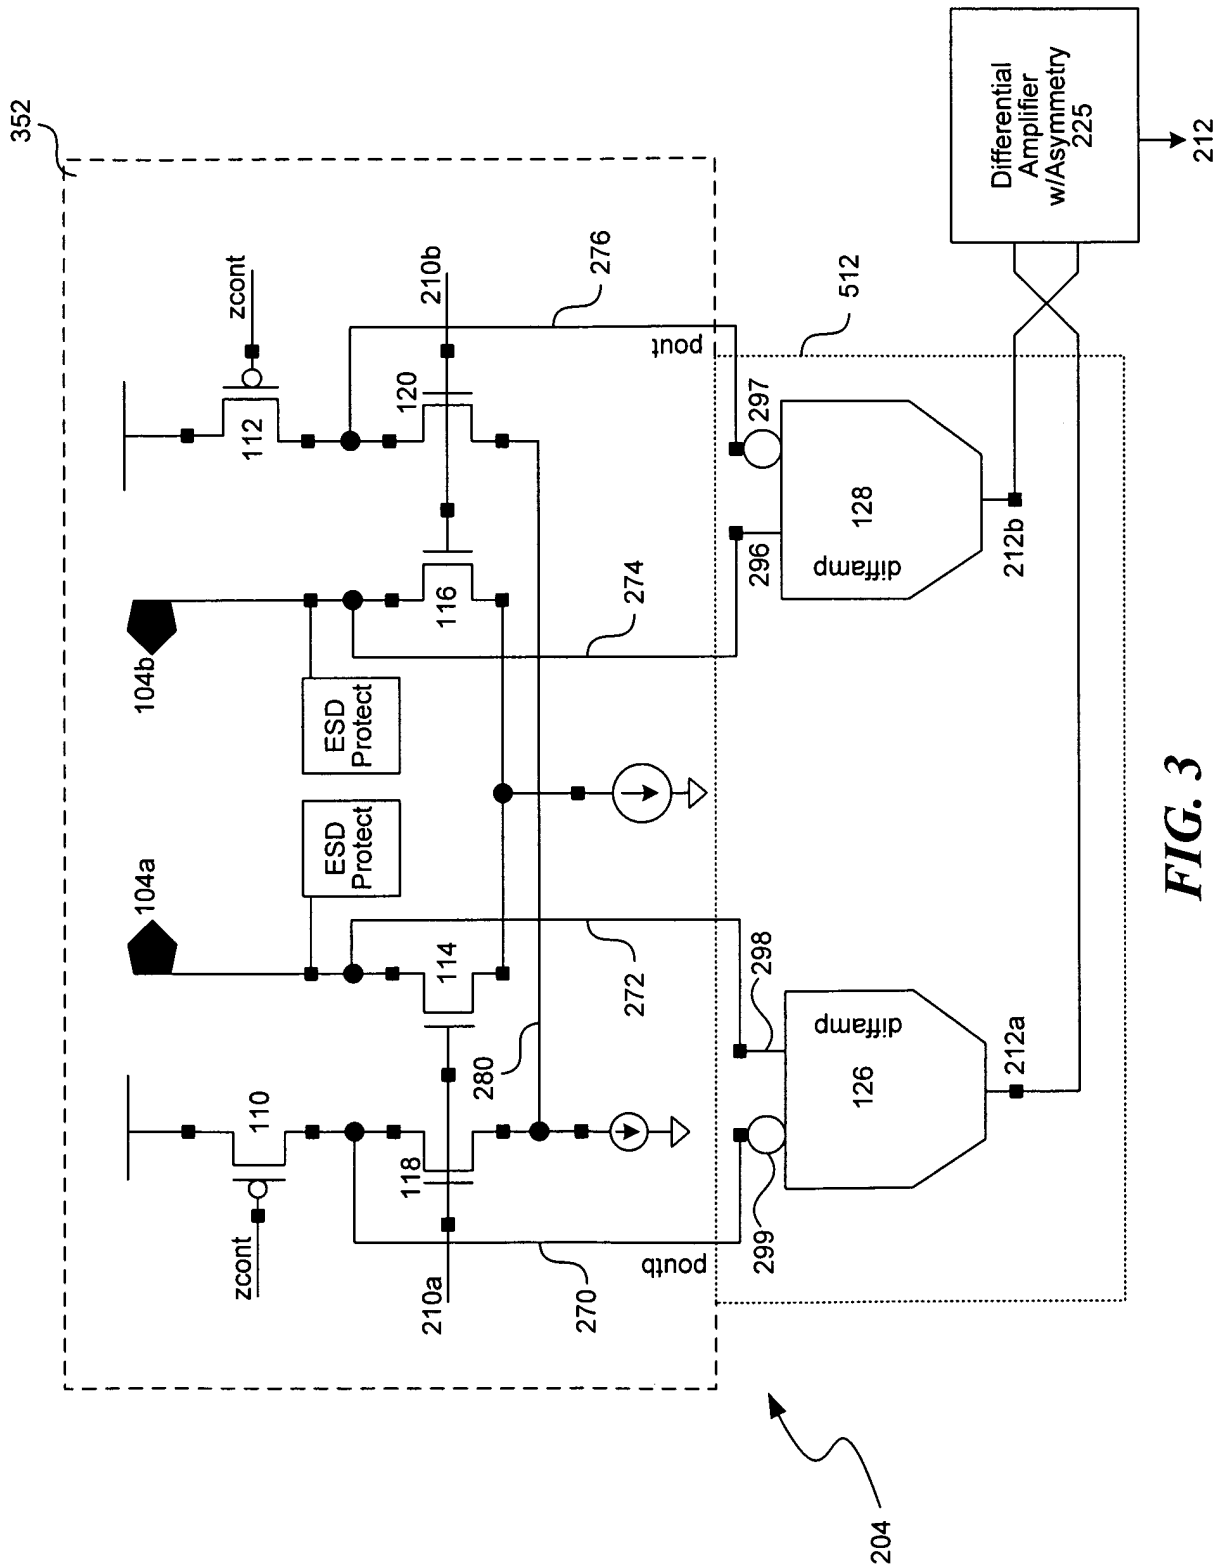 352
zcont
112
120
210b
276
pout
104b
ESD
Protect
116
274
104a
ESD
Protect
114
272
280
110
zcont
118
210a
270
poutb
512
297
296
128
diffamp
212b
298
299
126
diffamp
212a
Differential
Amplifier
w/Asymmetry
225
212
204
FIG. 3